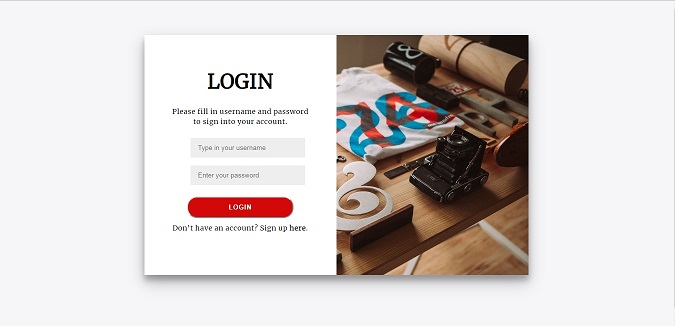 LOGIN
Please fill in username and password
to sign into your account.
Type in your username
Enter your password
LOGIN
Don't have an account? Sign up here.